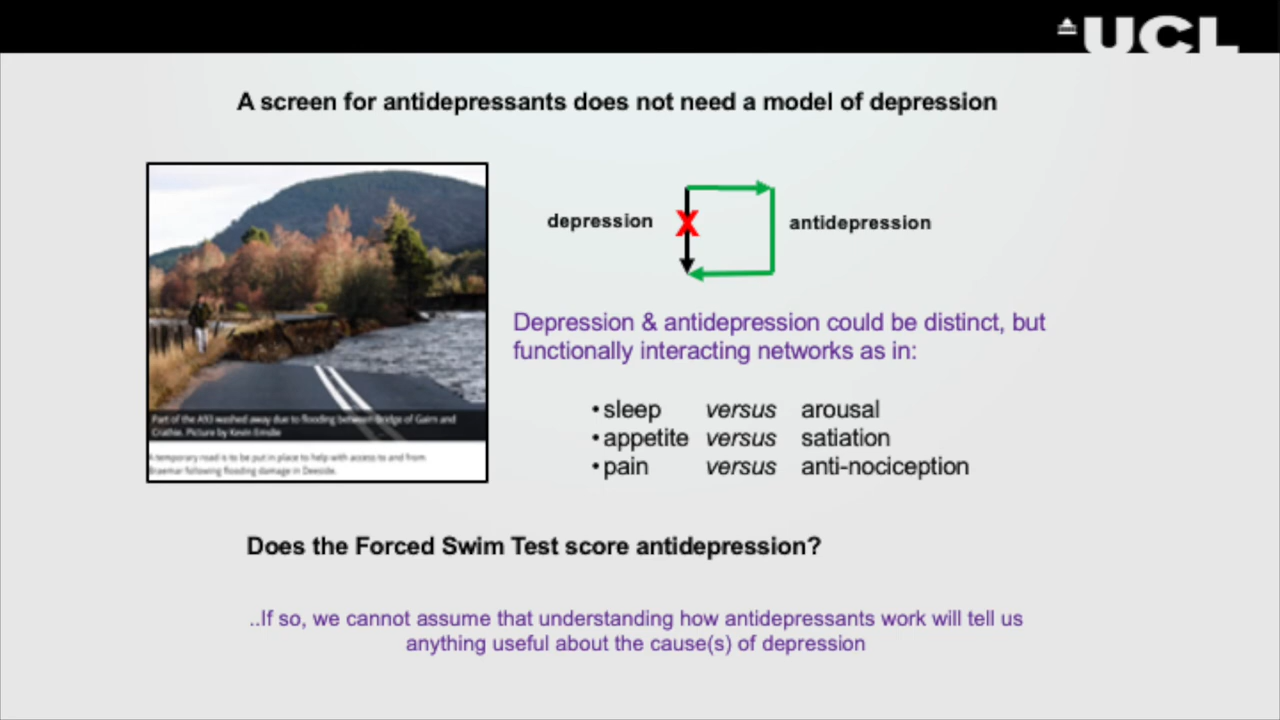 UCL
A screen for antidepressants does not need a model of depression
depression
X
antidepression
Depression & antidepression could be distinct, but
functionally interacting networks as in:
• sleep versus arousal
• appetite versus satiation
• pain versus anti-nociception
Part of the A93 washed away due to flooding between Bridge of Gairn and
Crathie. Picture by Kevin Emslie
A temporary road is to be put in place to help with access to and from
Braemar following flooding damage in Deeside.
Does the Forced Swim Test score antidepression?
..If so, we cannot assume that understanding how antidepressants work will tell us
anything useful about the cause(s) of depression